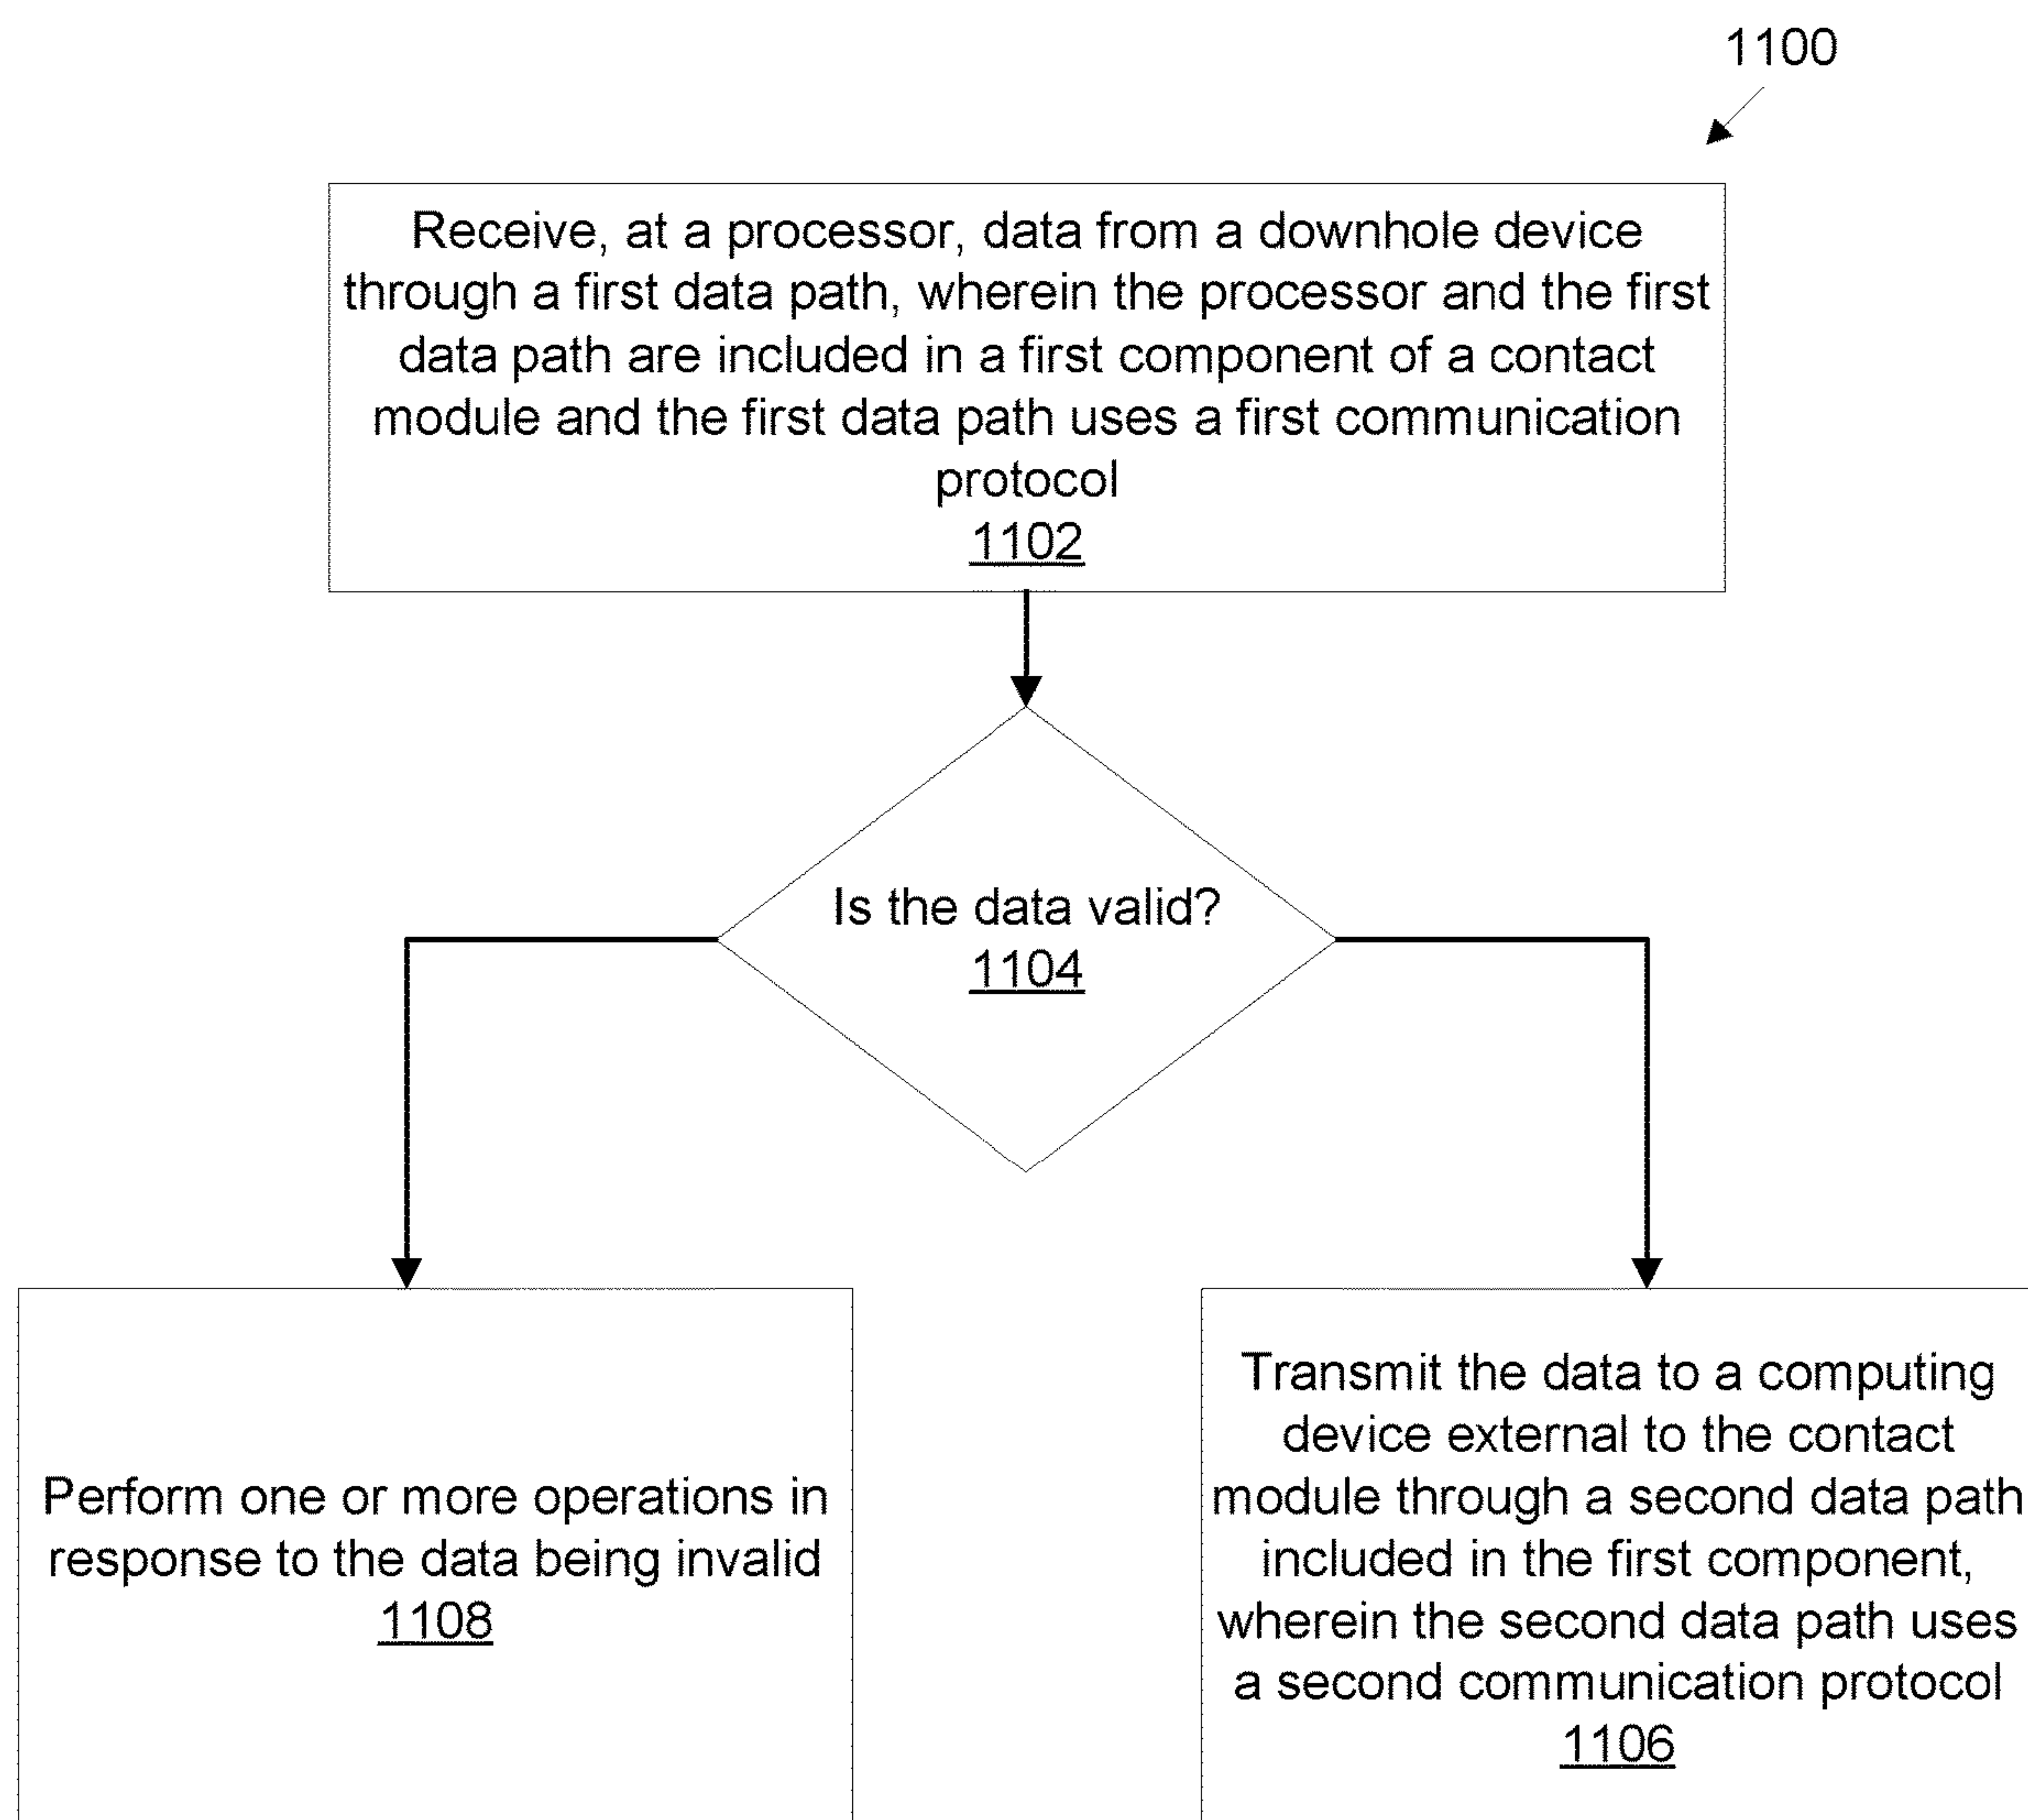 1100
Receive, at a processor, data from a downhole device
through a first data path, wherein the processor and the first
data path are included in a first component of a contact
module and the first data path uses a first communication
protocol
1102
Is the data valid?
1104
Perform one or more operations in
response to the data being invalid
1108
Transmit the data to a computing
device external to the contact
module through a second data path
included in the first component,
wherein the second data path uses
a second communication protocol
1106